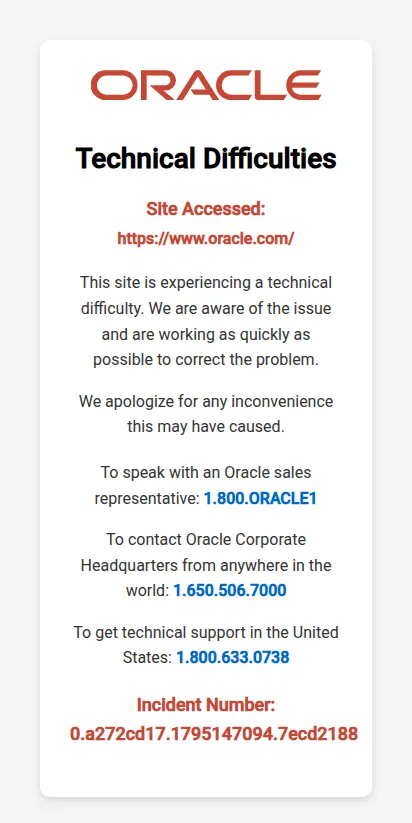 ORACLE
Technical Difficulties
Site Accessed:
https://www.oracle.com/
This site is experiencing a technical
difficulty. We are aware of the issue
and are working as quickly as
possible to correct the problem.
We apologize for any inconvenience
this may have caused.
To speak with an Oracle sales
representative: 1.800.ORACLE1
To contact Oracle Corporate
Headquarters from anywhere in the
world: 1.650.506.7000
To get technical support in the United
States: 1.800.633.0738
Incident Number:
0.a272cd17.1795147094.7ecd2188